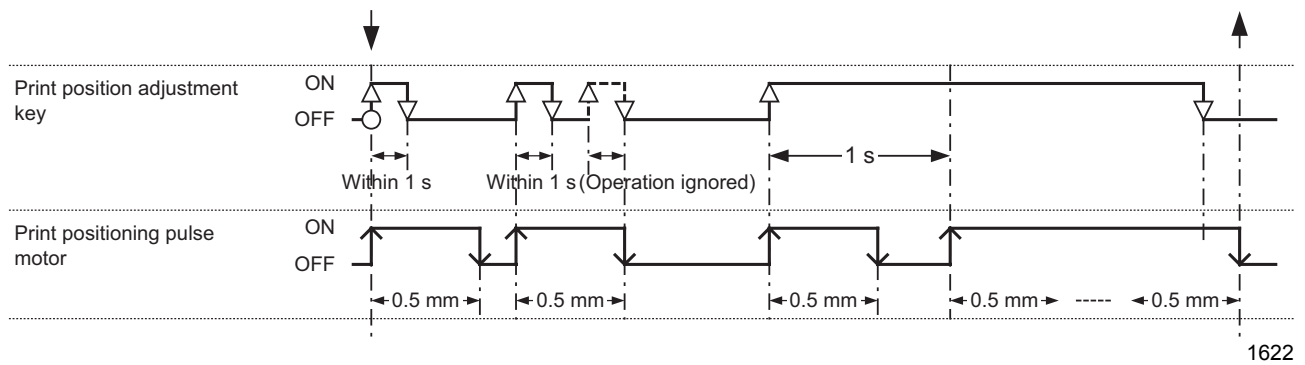 Print position adjustment
key
ON
OFF
1 s
Within 1 s
Within 1 s
(Operation ignored)
Print positioning pulse
motor
ON
OFF
0.5 mm
0.5 mm
0.5 mm
0.5 mm
0.5 mm
1622